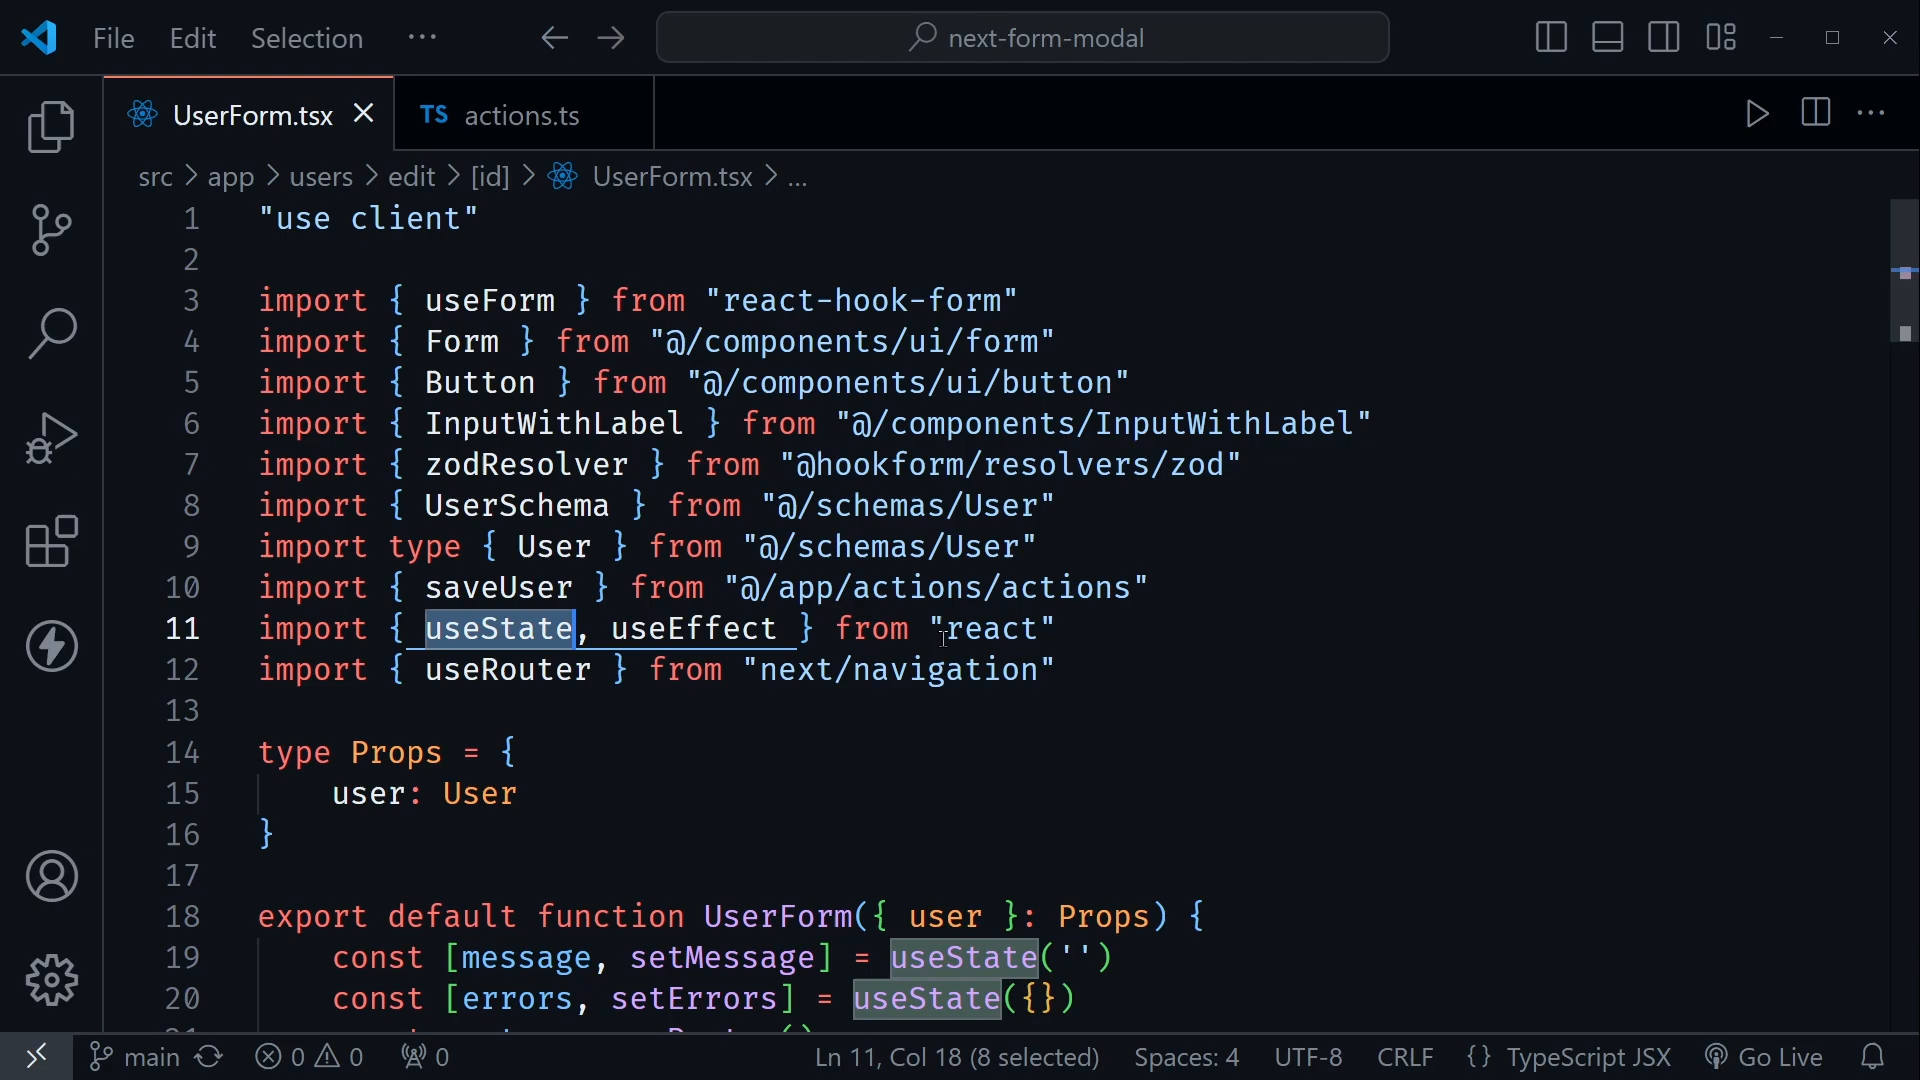 File Edit Selection ··· next-form-modal
UserForm.tsx TS actions.ts ···
src > app > users > edit > [id] > UserForm.tsx > ...
1 "use client"
2
3 import { useForm } from "react-hook-form"
4 import { Form } from "@/components/ui/form"
5 import { Button } from "@/components/ui/button"
6 import { InputWithLabel } from "@/components/InputWithLabel"
7 import { zodResolver } from "@hookform/resolvers/zod"
8 import { UserSchema } from "@/schemas/User"
9 import type { User } from "@/schemas/User"
10 import { saveUser } from "@/app/actions/actions"
11 import { useState, useEffect } from "react"
12 import { useRouter } from "next/navigation"
13
14 type Props = {
15     user: User
16 }
17
18 export default function UserForm({ user }: Props) {
19     const [message, setMessage] = useState('')
20     const [errors, setErrors] = useState({})
main 0 0 0 Ln 11, Col 18 (8 selected) Spaces: 4 UTF-8 CRLF {} TypeScript JSX Go Live